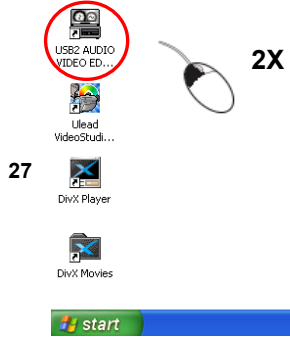 USB2 AUDIO
VIDEO ED...
2X
Ulead
VideoStudi...
27
DivX Player
DivX Movies
start